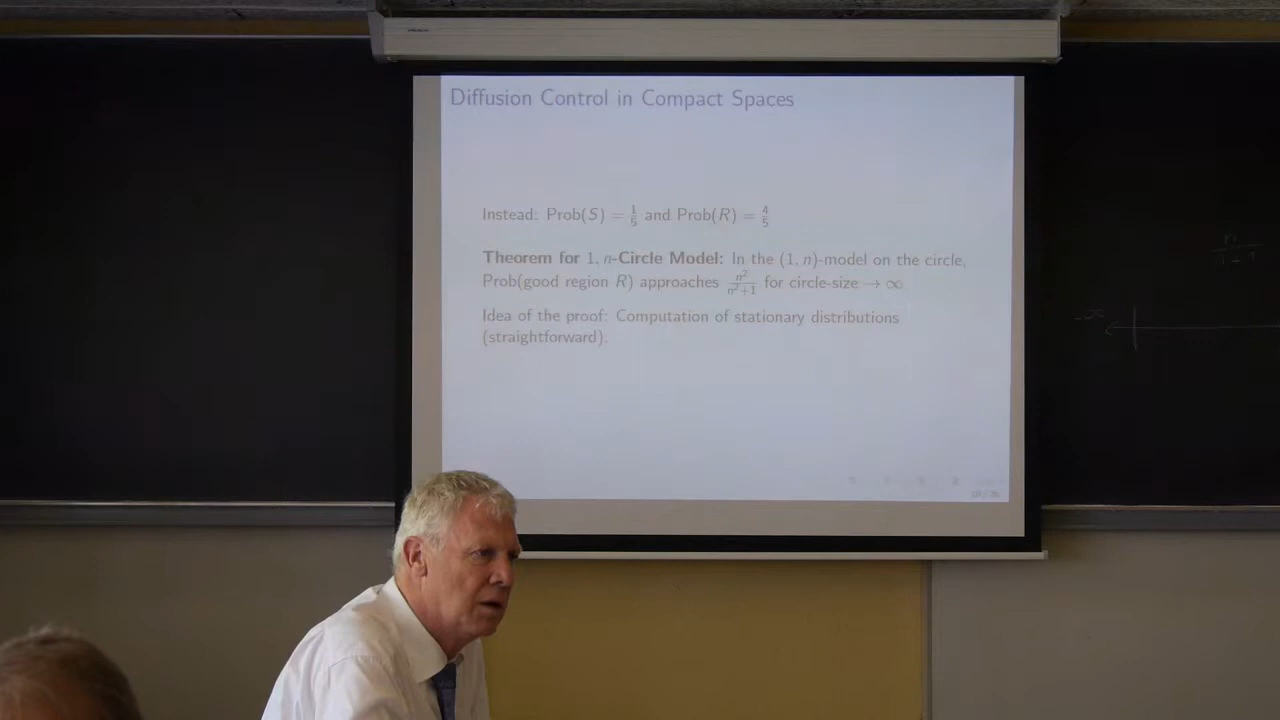 Diffusion Control in Compact Spaces
Instead: Prob(S) = 1/5 and Prob(R) = 4/5
Theorem for 1, n-Circle Model: In the (1, n)-model on the circle,
Prob(good region R) approaches n²/(n²+1) for circle-size → ∞
Idea of the proof: Computation of stationary distributions
(straightforward).
-∞